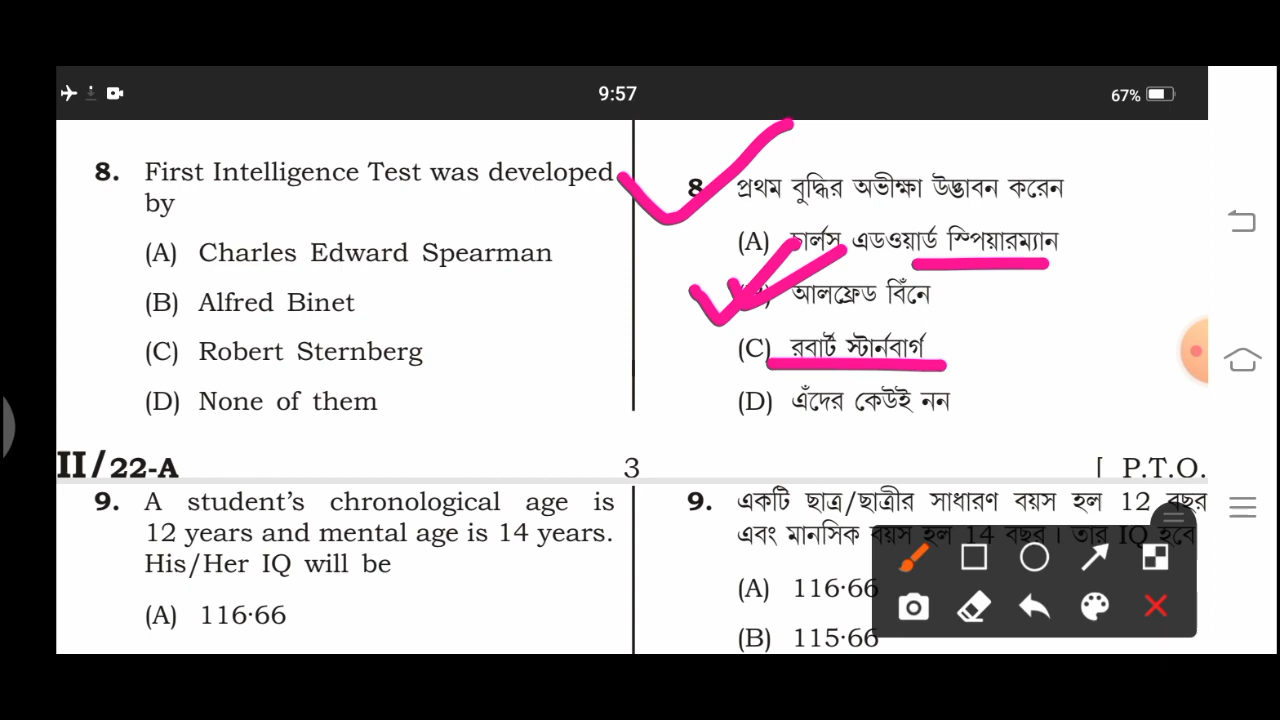 9:57
67%
8. First Intelligence Test was developed
by
(A) Charles Edward Spearman
(B) Alfred Binet
(C) Robert Sternberg
(D) None of them
8 প্রথম বুদ্ধির অভীক্ষা উদ্ভাবন করেন
(A) চার্লস এডওয়ার্ড স্পিয়ারম্যান
আলফ্রেড বিঁনে
(C) রবার্ট স্টার্নবার্গ
(D) এঁদের কেউই নন
II/22-A
3
[ P.T.O.
9. A student's chronological age is
12 years and mental age is 14 years.
His/Her IQ will be
(A) 116·66
9. একটি ছাত্র/ছাত্রীর সাধারণ বয়স হল 12 বছর
এবং মানসিক বয়স হল 14 বছর। তার IQ হবে
(A) 116·66
(B) 115·66